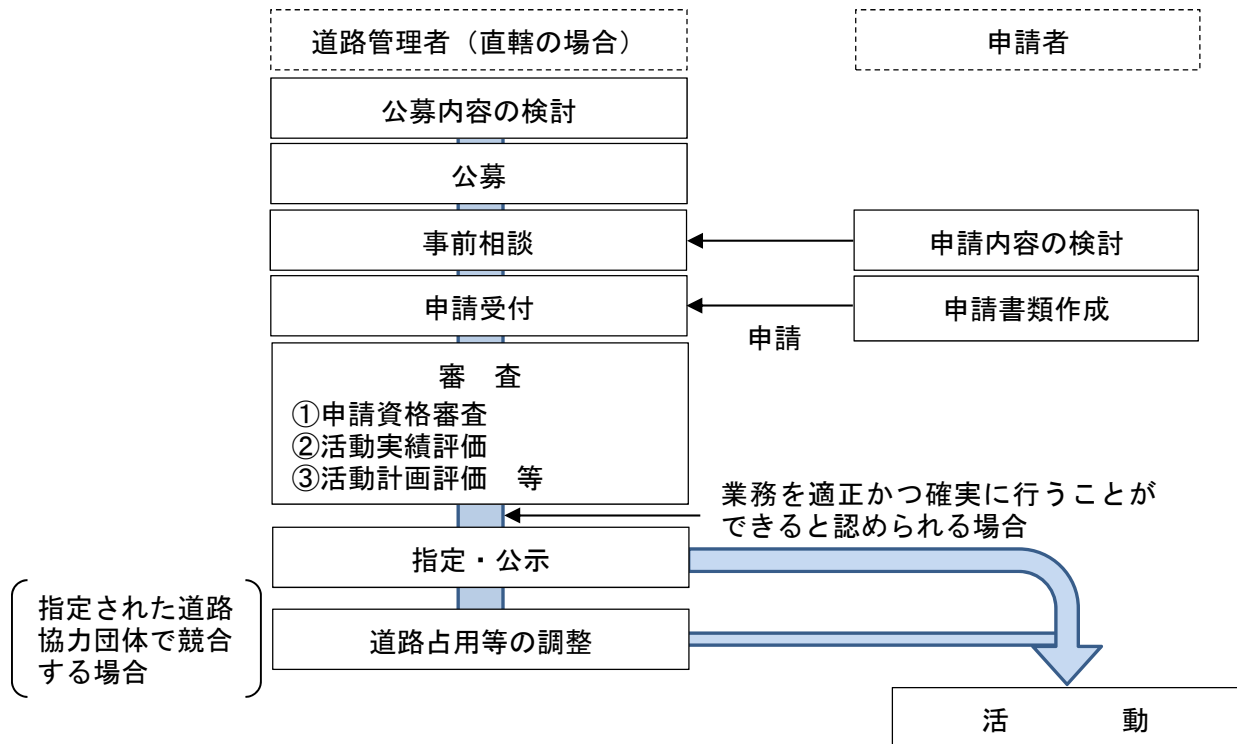 道路管理者（直轄の場合）
申請者
公募内容の検討
公募
事前相談
申請内容の検討
申請受付
申請書類作成
申請
審　査
①申請資格審査
②活動実績評価
③活動計画評価　等
業務を適正かつ確実に行うことが
できると認められる場合
指定・公示
指定された道路
協力団体で競合
する場合
道路占用等の調整
活　　　動